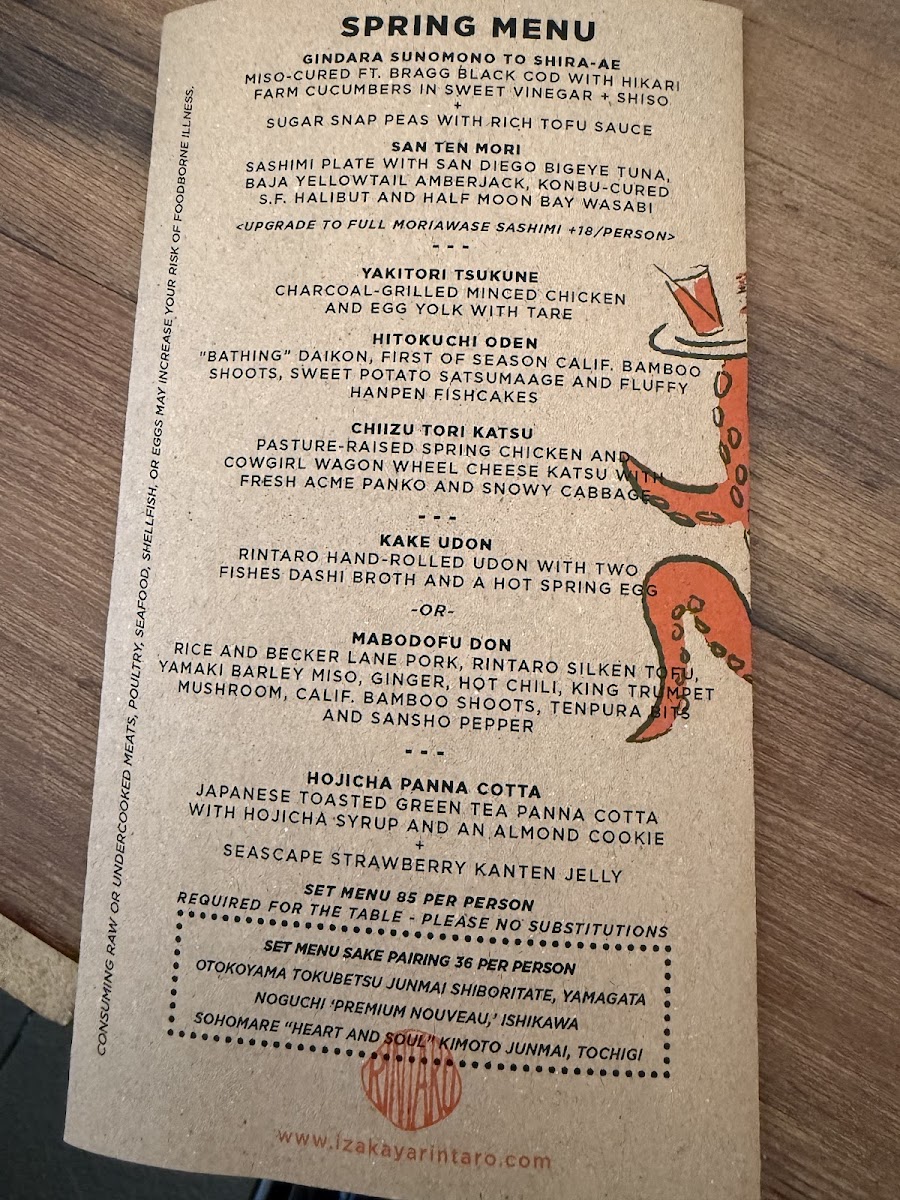 SPRING MENU
GINDARA SUNOMONO TO SHIRA-AE
MISO-CURED FT. BRAGG BLACK COD WITH HIKARI
FARM CUCUMBERS IN SWEET VINEGAR + SHISO
+
SUGAR SNAP PEAS WITH RICH TOFU SAUCE
SAN TEN MORI
SASHIMI PLATE WITH SAN DIEGO BIGEYE TUNA,
BAJA YELLOWTAIL AMBERJACK, KONBU-CURED
S.F. HALIBUT AND HALF MOON BAY WASABI
<UPGRADE TO FULL MORIAWASE SASHIMI +18/PERSON>
---
YAKITORI TSUKUNE
CHARCOAL-GRILLED MINCED CHICKEN
AND EGG YOLK WITH TARE
HITOKUCHI ODEN
"BATHING" DAIKON, FIRST OF SEASON CALIF. BAMBOO
SHOOTS, SWEET POTATO SATSUMAAGE AND FLUFFY
HANPEN FISHCAKES
CHIIZU TORI KATSU
PASTURE-RAISED SPRING CHICKEN AND
COWGIRL WAGON WHEEL CHEESE KATSU WITH
FRESH ACME PANKO AND SNOWY CABBAGE
---
KAKE UDON
RINTARO HAND-ROLLED UDON WITH TWO
FISHES DASHI BROTH AND A HOT SPRING EGG
-OR-
MABODOFU DON
RICE AND BECKER LANE PORK, RINTARO SILKEN TOFU,
YAMAKI BARLEY MISO, GINGER, HOT CHILI, KING TRUMPET
MUSHROOM, CALIF. BAMBOO SHOOTS, TENPURA BITS
AND SANSHO PEPPER
---
HOJICHA PANNA COTTA
JAPANESE TOASTED GREEN TEA PANNA COTTA
WITH HOJICHA SYRUP AND AN ALMOND COOKIE
+
SEASCAPE STRAWBERRY KANTEN JELLY
SET MENU 85 PER PERSON
REQUIRED FOR THE TABLE - PLEASE NO SUBSTITUTIONS
SET MENU SAKE PAIRING 36 PER PERSON
OTOKOYAMA TOKUBETSU JUNMAI SHIBORITATE, YAMAGATA
NOGUCHI 'PREMIUM NOUVEAU,' ISHIKAWA
SOHOMARE "HEART AND SOUL" KIMOTO JUNMAI, TOCHIGI
RINTARO
www.izakayarintaro.com
CONSUMING RAW OR UNDERCOOKED MEATS, POULTRY, SEAFOOD, SHELLFISH, OR EGGS MAY INCREASE YOUR RISK OF FOODBORNE ILLNESS.